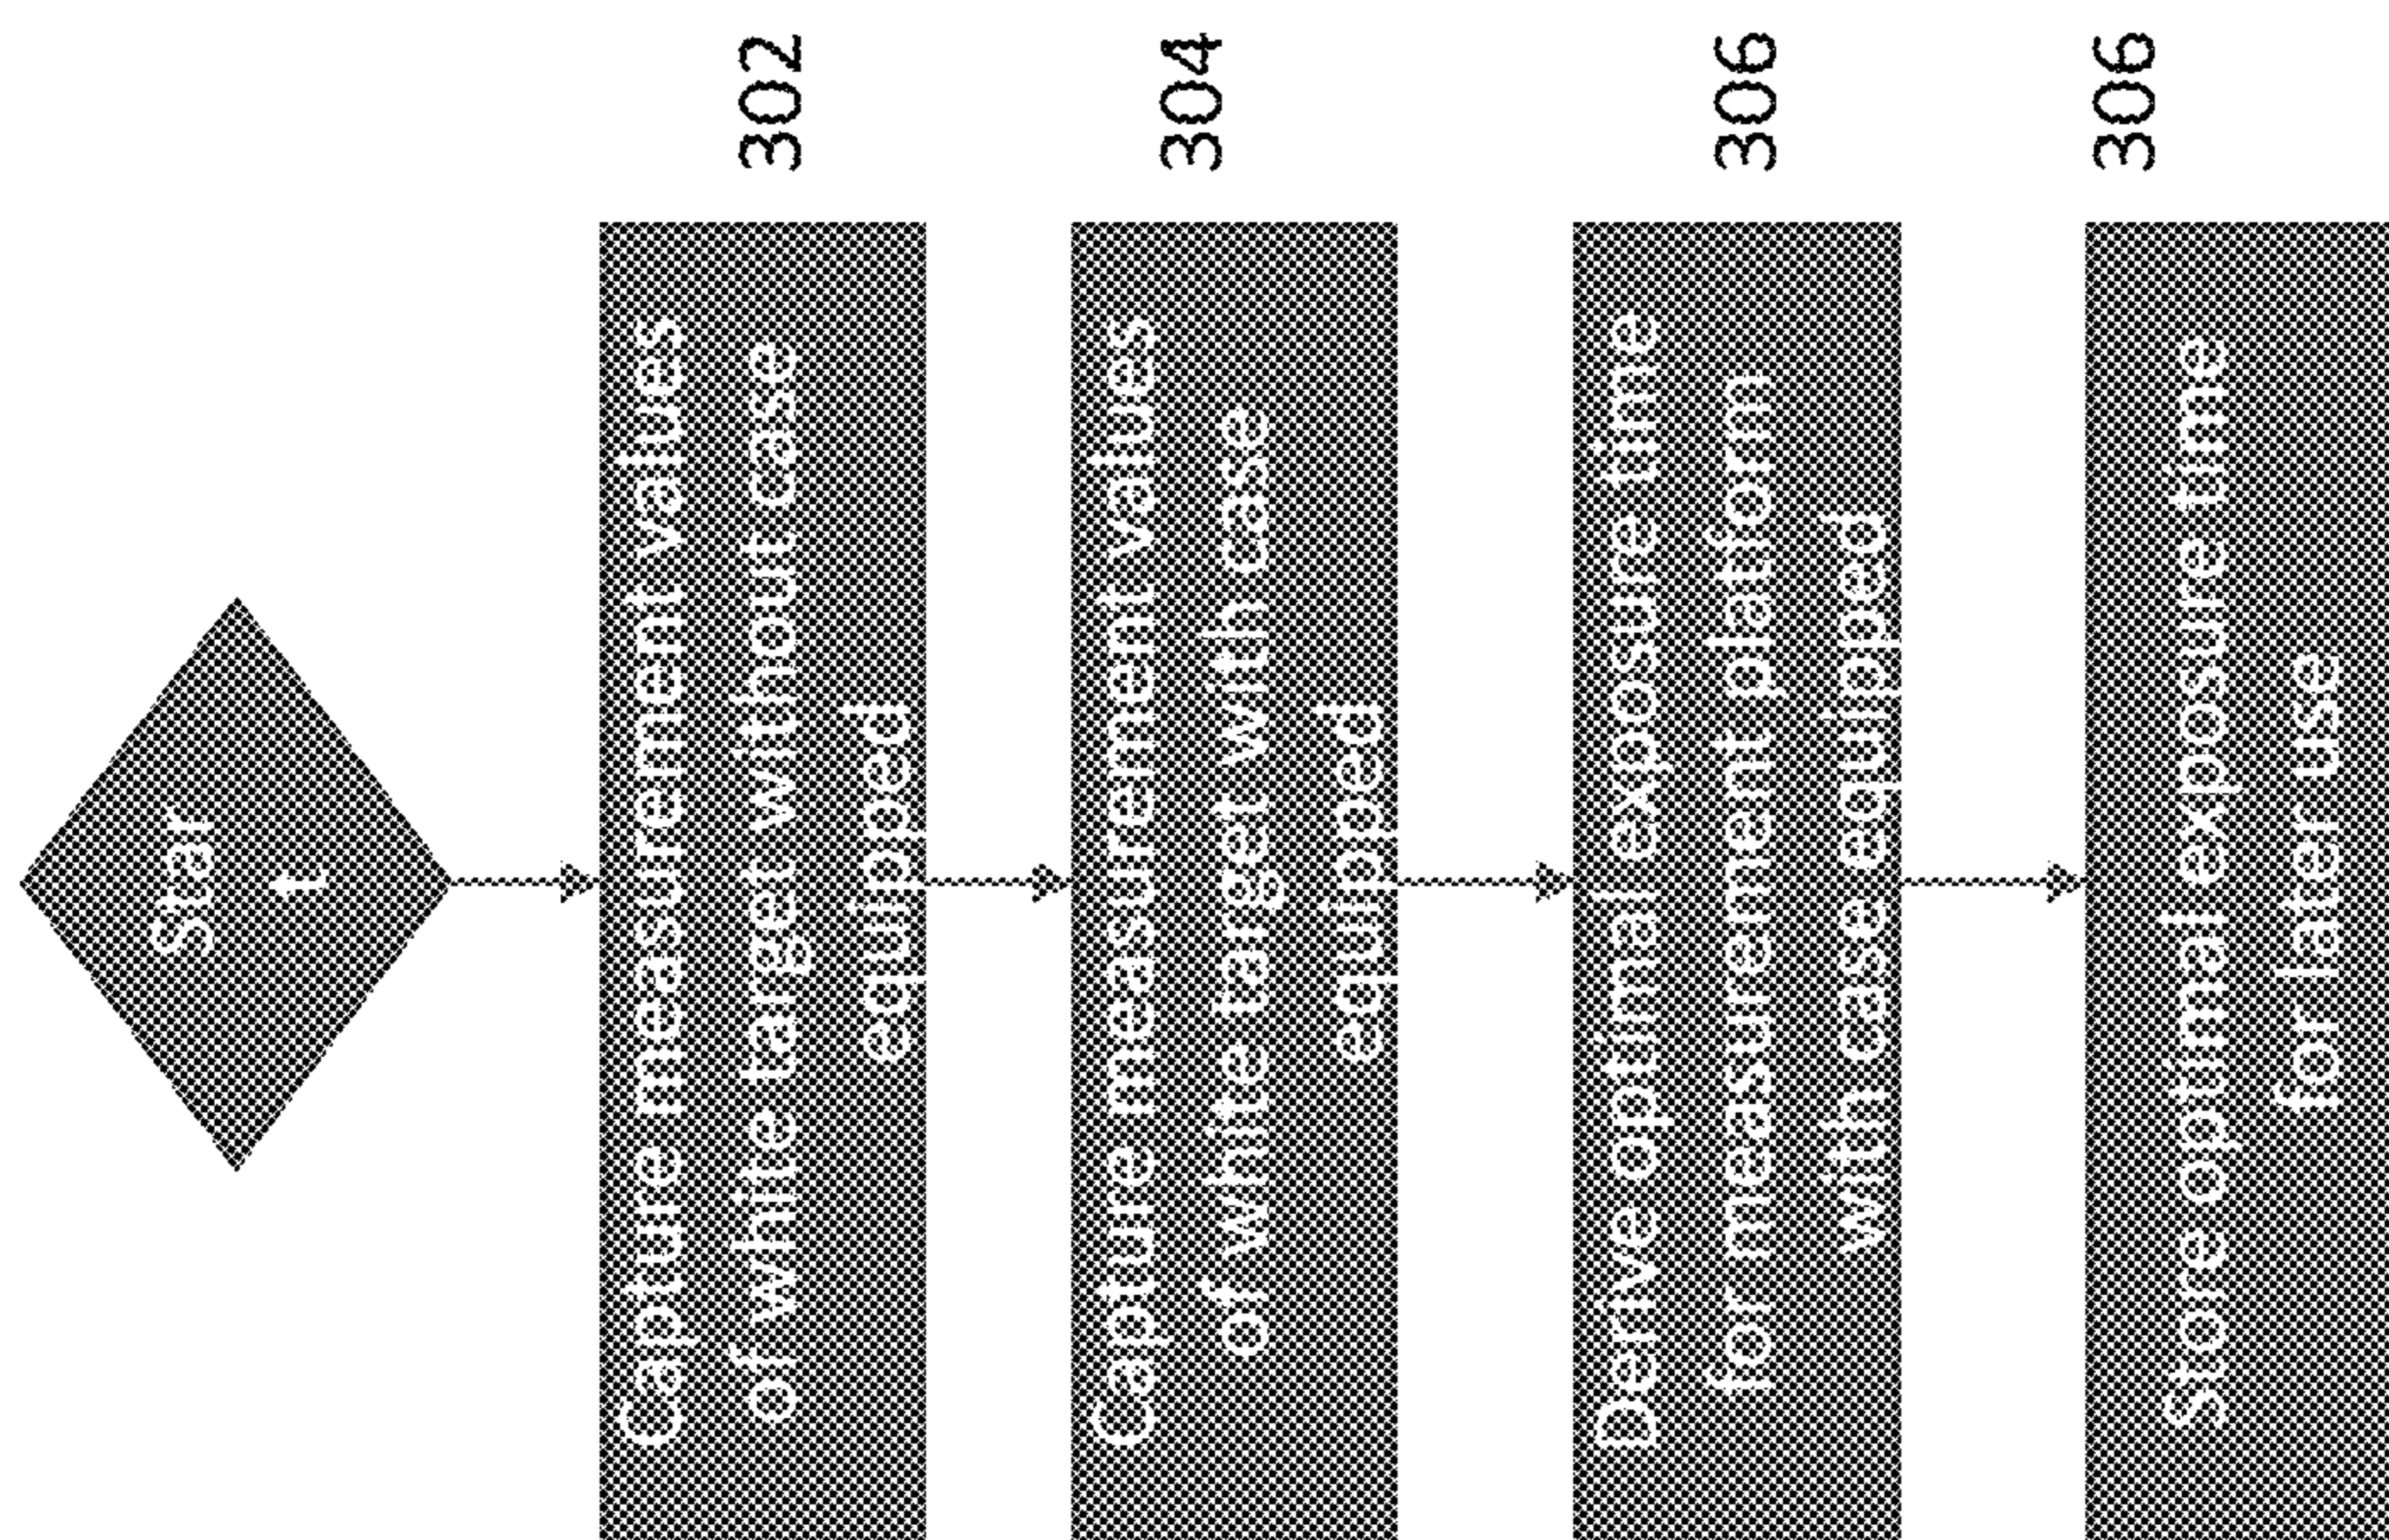 Star
t
Capture measurement values
of white target without case
equipped
302
Capture measurement values
of white target with case
equipped
304
Derive optimal exposure time
for measurement platform
with case equipped
306
Store optimal exposure time
for later use
306